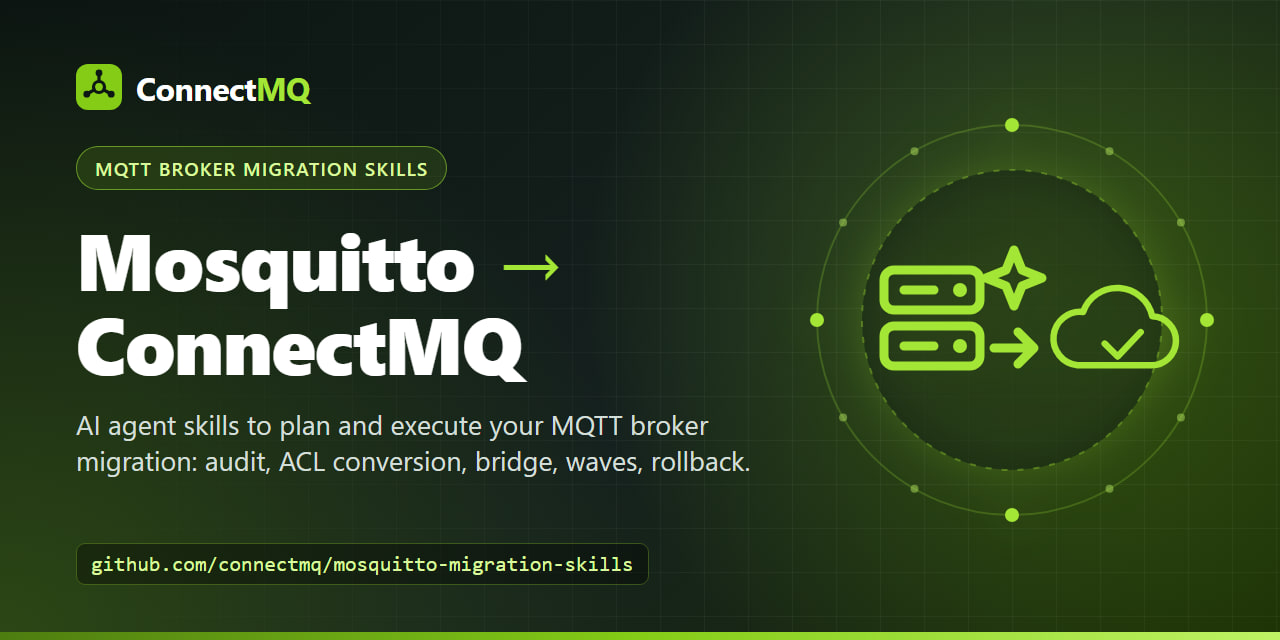 ConnectMQ
MQTT BROKER MIGRATION SKILLS
Mosquitto →
ConnectMQ
AI agent skills to plan and execute your MQTT broker
migration: audit, ACL conversion, bridge, waves, rollback.
github.com/connectmq/mosquitto-migration-skills